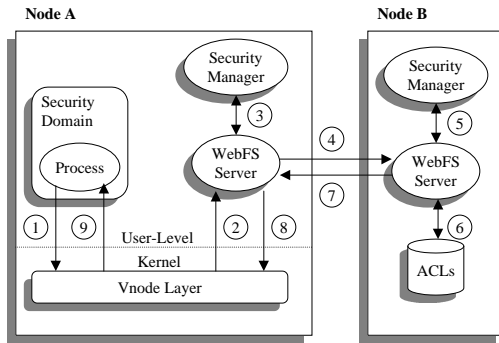 Node A
Node B
Security
Manager
Security
Manager
Security
Domain
3
4
5
Process
WebFS
Server
WebFS
Server
7
1
9
2
8
6
User-Level
Kernel
Vnode Layer
ACLs